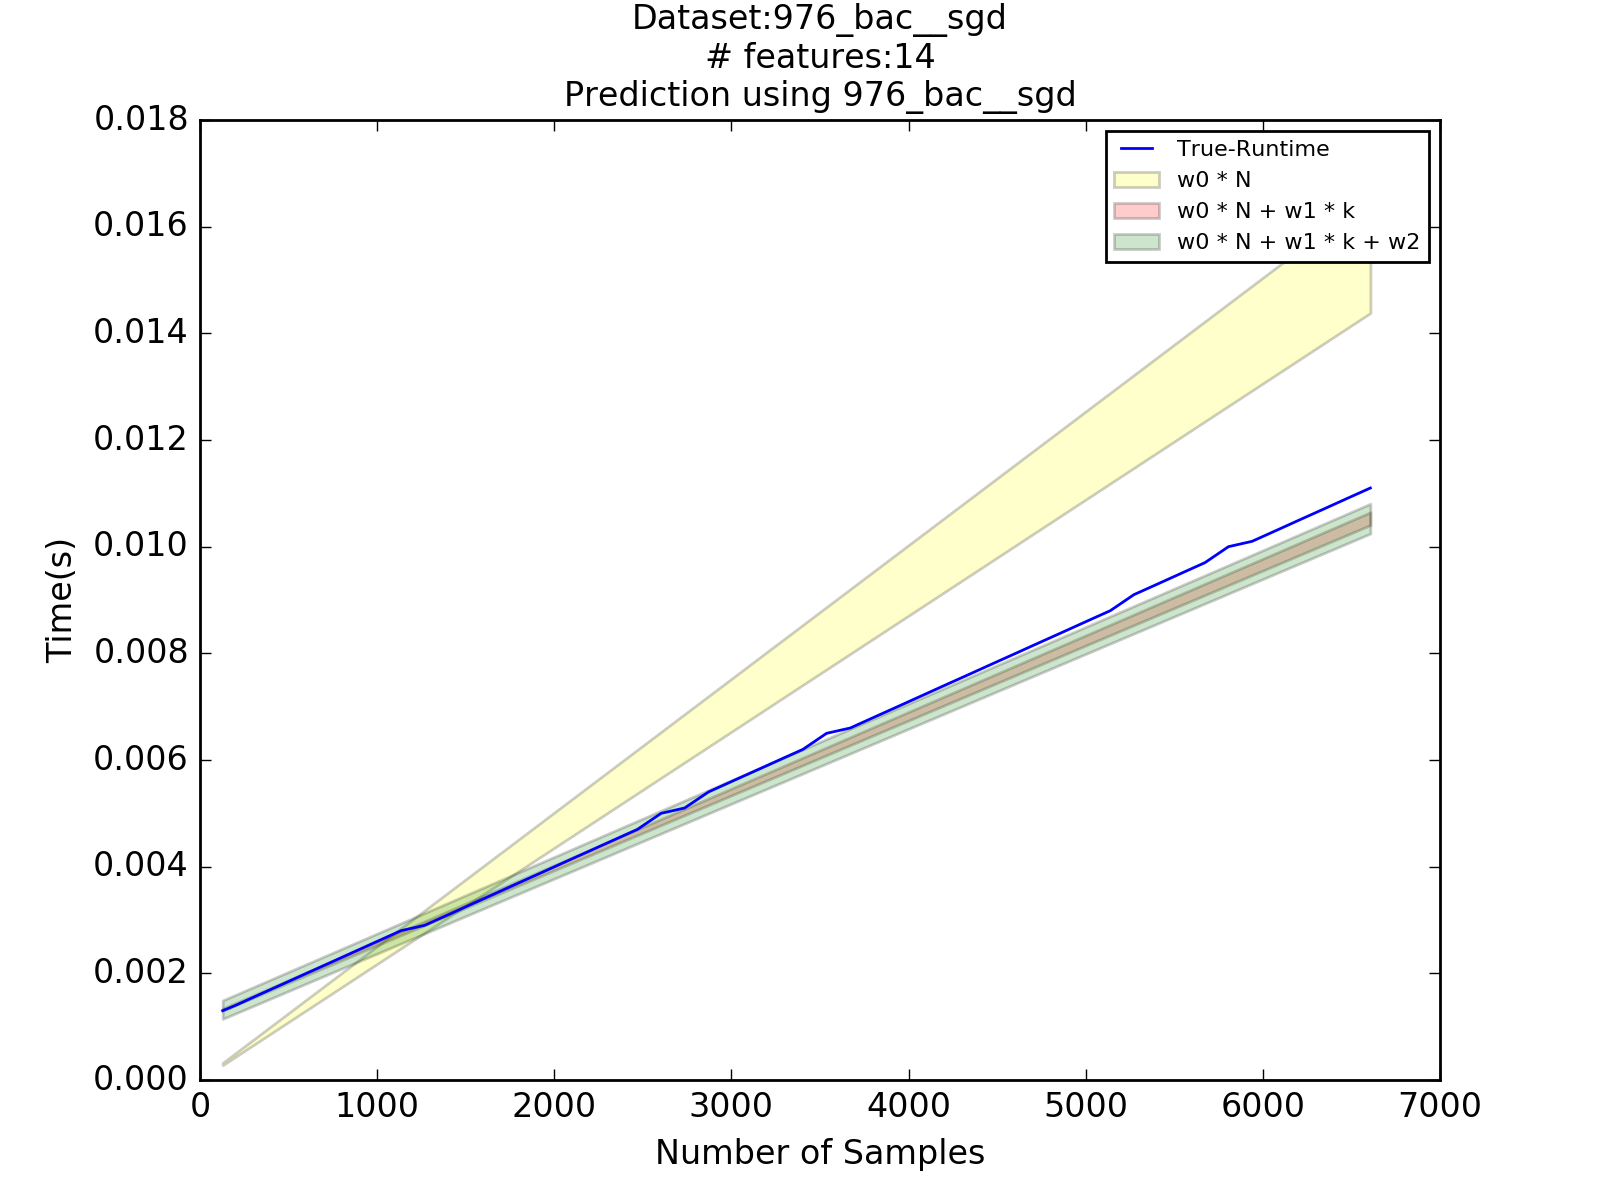 Dataset:976_bac__sgd
# features:14
Prediction using 976_bac__sgd
0.018
0.016
0.014
0.012
0.010
0.008
0.006
0.004
0.002
0.000
Time(s)
True-Runtime
w0 * N
w0 * N + w1 * k
w0 * N + w1 * k + w2
0 1000 2000 3000 4000 5000 6000 7000
Number of Samples